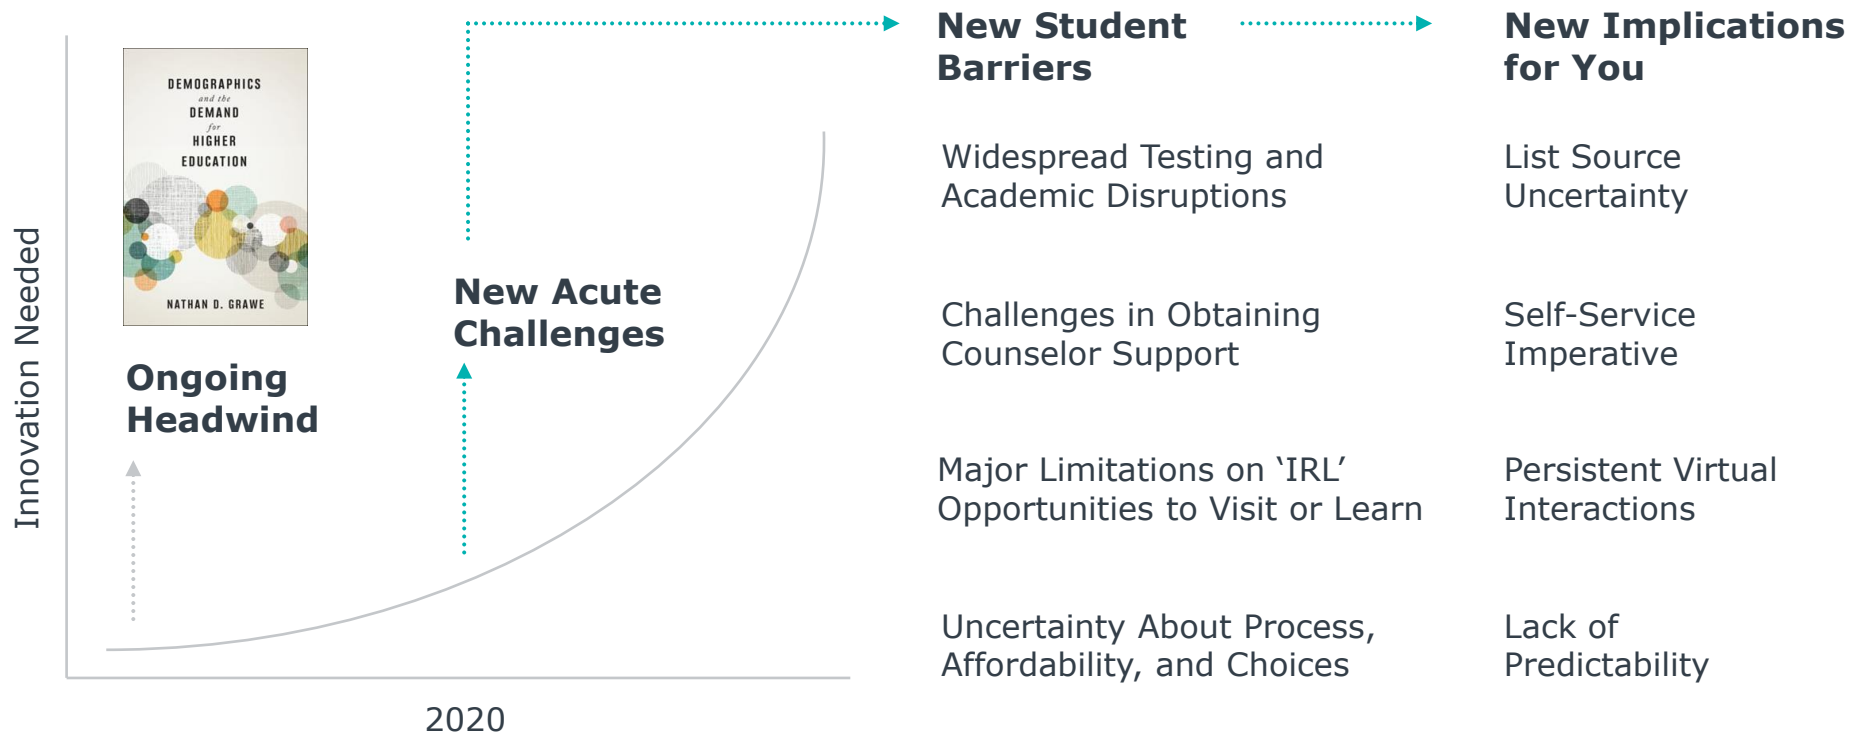 Innovation Needed
DEMOGRAPHICS
and the
DEMAND
for
HIGHER
EDUCATION
NATHAN D. GRAWE
Ongoing
Headwind
New Acute
Challenges
2020
New Student
Barriers
Widespread Testing and
Academic Disruptions
Challenges in Obtaining
Counselor Support
Major Limitations on ‘IRL’
Opportunities to Visit or Learn
Uncertainty About Process,
Affordability, and Choices
New Implications
for You
List Source
Uncertainty
Self-Service
Imperative
Persistent Virtual
Interactions
Lack of
Predictability